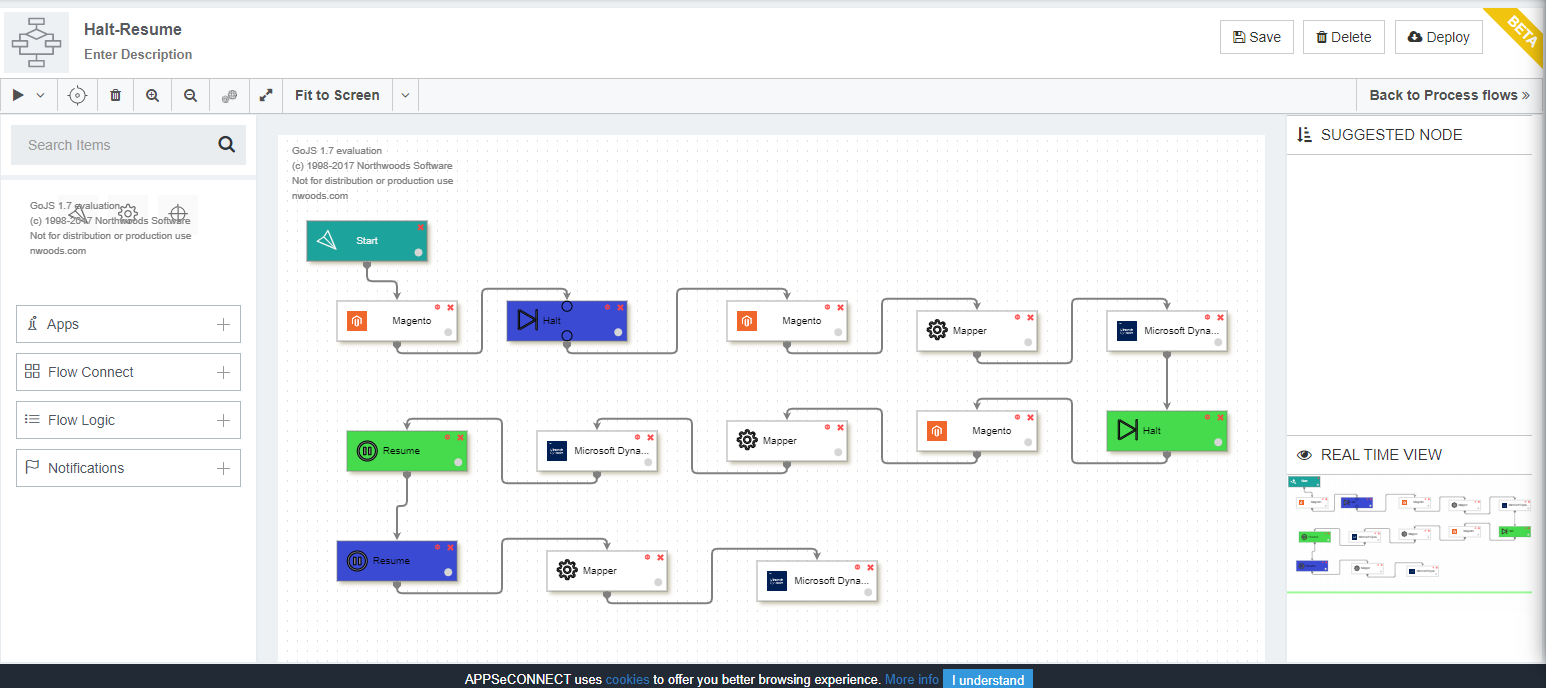 Halt-Resume
Enter Description
Save
Delete
Deploy
BETA
Fit to Screen
Back to Process flows »
Search Items
GoJS 1.7 evaluation
(c) 1998-2017 Northwoods Software
Not for distribution or production use
nwoods.com
Apps
Flow Connect
Flow Logic
Notifications
GoJS 1.7 evaluation
(c) 1998-2017 Northwoods Software
Not for distribution or production use
nwoods.com
Start
Magento
Halt
Magento
Mapper
Microsoft Dyna...
Resume
Microsoft Dyna...
Mapper
Magento
Halt
Resume
Mapper
Microsoft Dyna...
SUGGESTED NODE
REAL TIME VIEW
APPSeCONNECT uses cookies to offer you better browsing experience. More info I understand